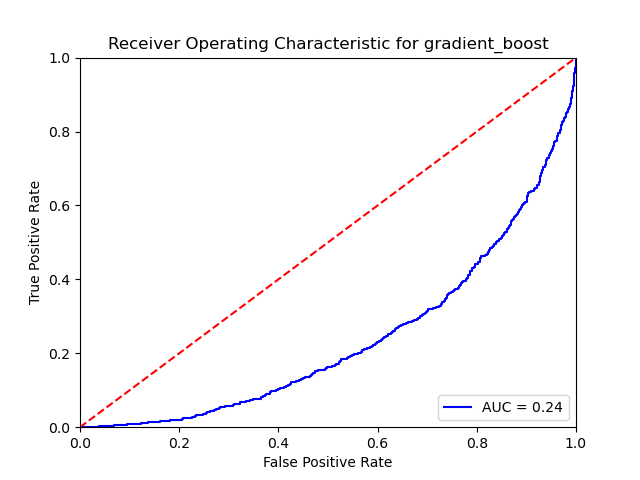 Receiver Operating Characteristic for gradient_boost
1.0
0.8
0.6
0.4
0.2
0.0
True Positive Rate
AUC = 0.24
0.0 0.2 0.4 0.6 0.8 1.0
False Positive Rate